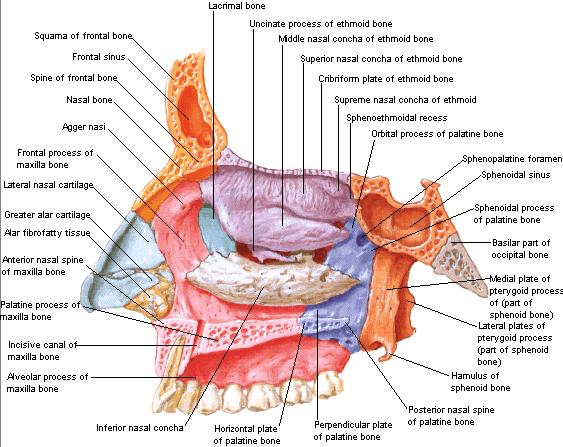 Lacrimal bone
Uncinate process of ethmoid bone
Middle nasal concha of ethmoid bone
Superior nasal concha of ethmoid bone
Cribriform plate of ethmoid bone
Supreme nasal concha of ethmoid
Sphenoethmoidal recess
Orbital process of palatine bone
Sphenopalatine foramen
Sphenoidal sinus
Sphenoidal process
of palatine bone
Basilar part of
occipital bone
Medial plate of
pterygoid process
of (part of
sphenoid bone)
Lateral plates of
pterygoid process
(part of sphenoid
bone)
Hamulus of
sphenoid bone
Posterior nasal spine
of palatine bone
Perpendicular plate
of palatine bone
Horizontal plate
of palatine bone
Inferior nasal concha
Squama of frontal bone
Frontal sinus
Spine of frontal bone
Nasal bone
Agger nasi
Frontal process of
maxilla bone
Lateral nasal cartilage
Greater alar cartilage
Alar fibrofatty tissue
Anterior nasal spine
of maxilla bone
Palatine process of
maxilla bone
Incisive canal of
maxilla bone
Alveolar process of
maxilla bone